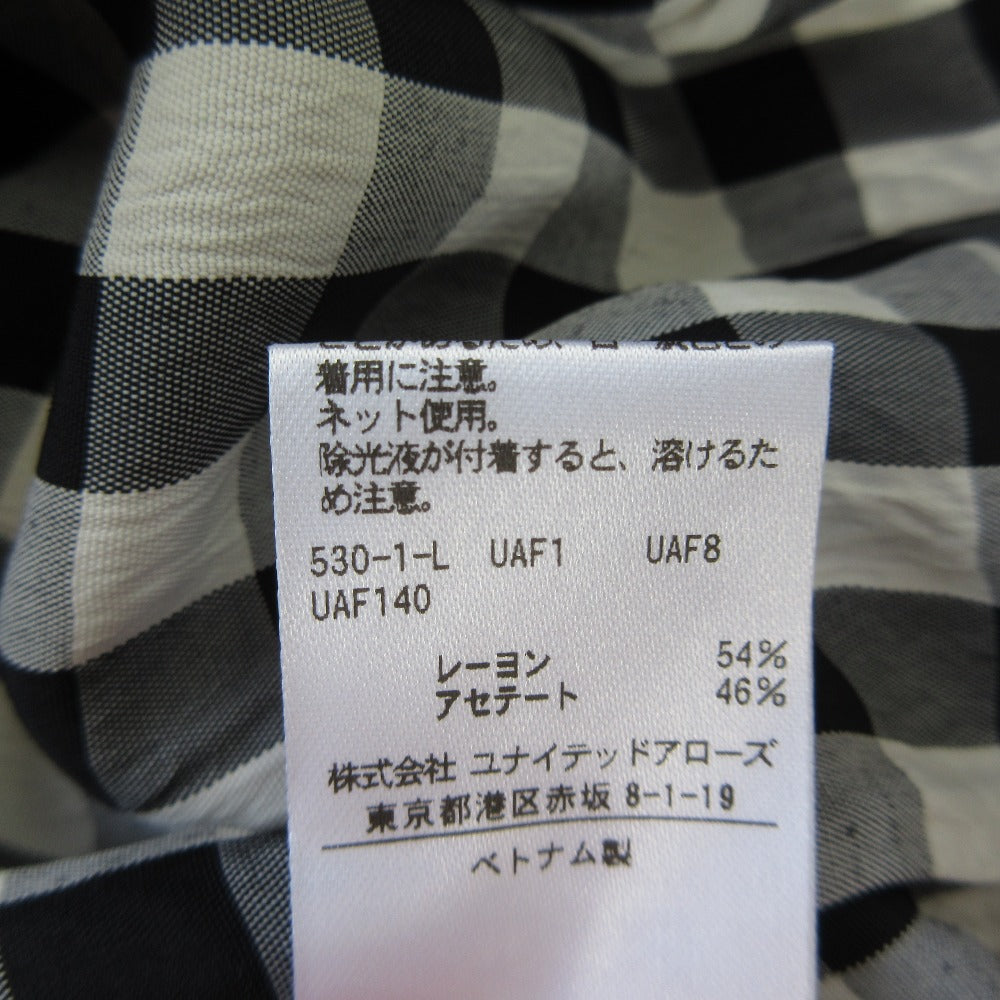 着用に注意。
ネット使用。
除光液が付着すると、溶けるた
め注意。
530-1-L UAF1 UAF8
UAF140
レーヨン 54%
アセテート 46%
株式会社 ユナイテッドアローズ
東京都港区赤坂 8-1-19
ベトナム製